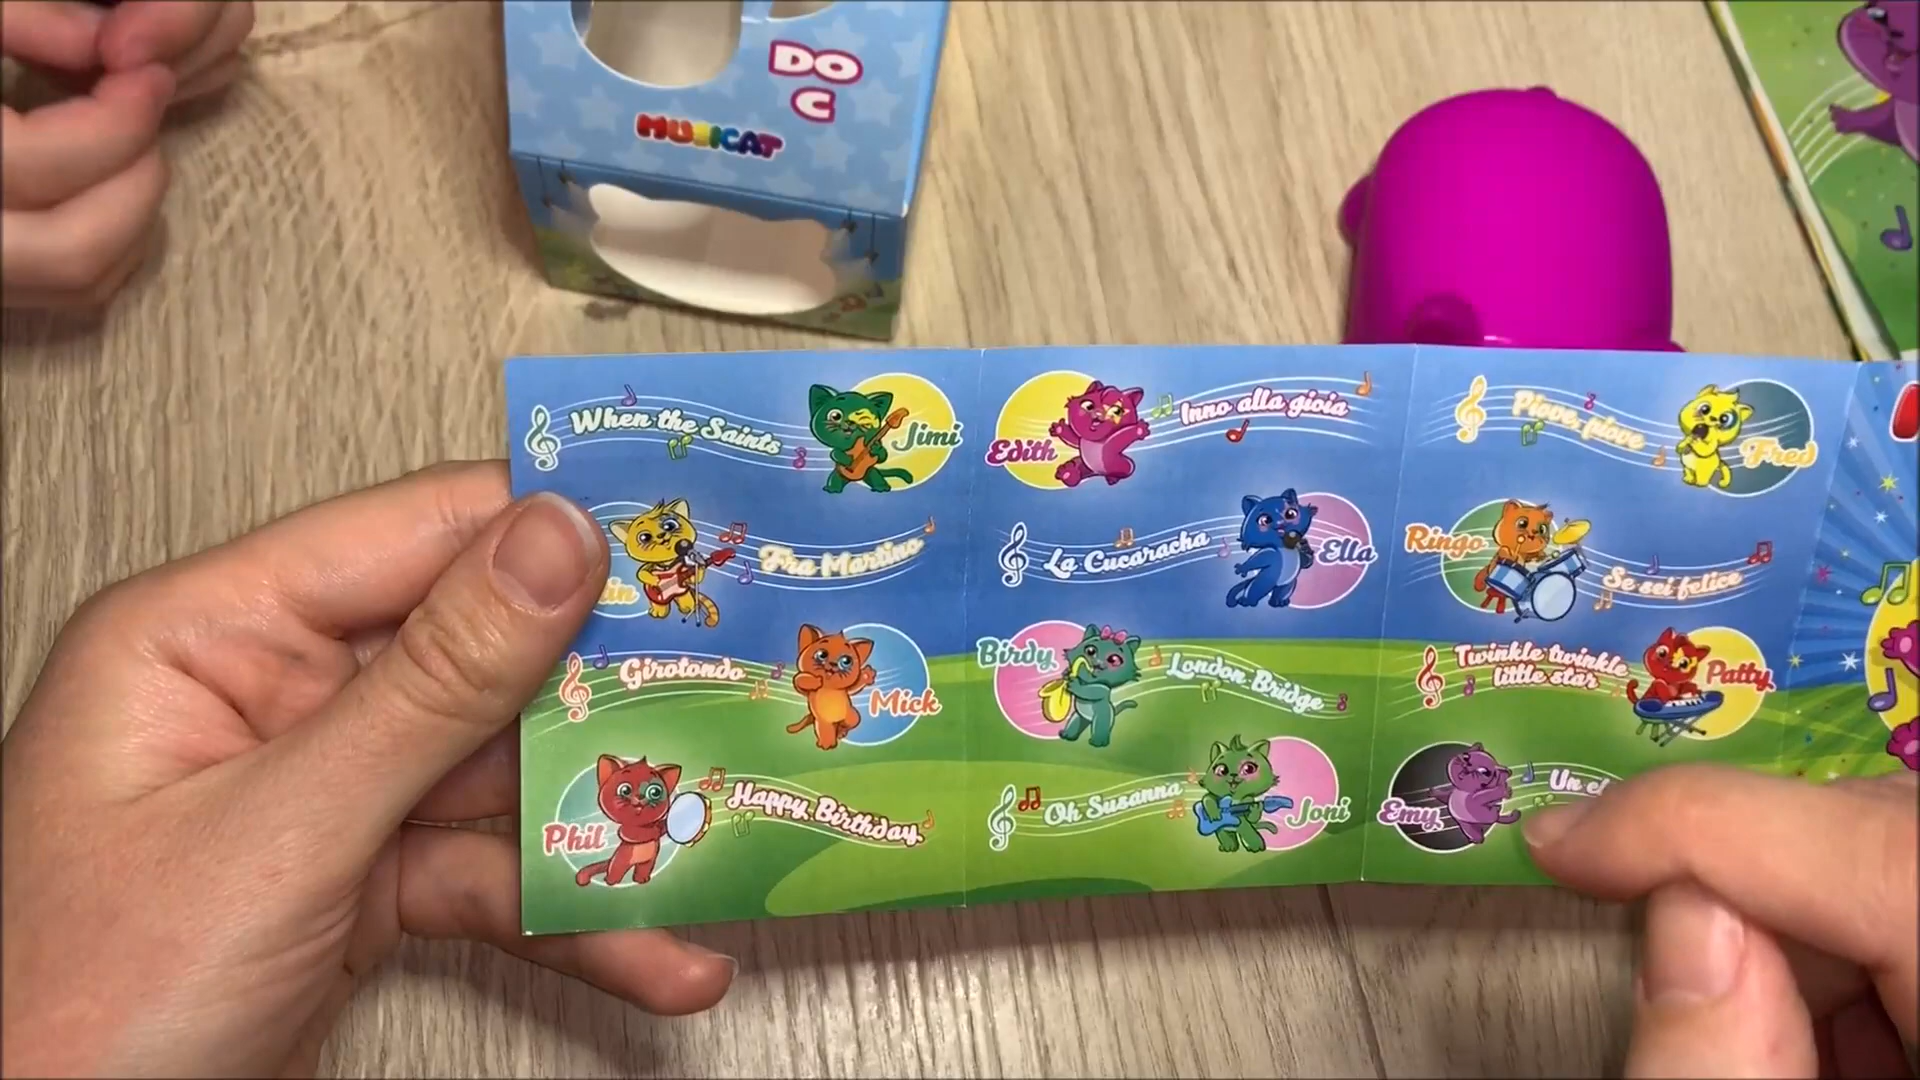 DO
C
MUSICAT
When the Saints
Jimi
Fra Martino
Girotondo
Mick
Phil
Happy Birthday
Edith
Inno alla gioia
La Cucaracha
Ella
Birdy
London Bridge
Oh Susanna
Joni
Piove, piove
Fred
Ringo
Se sei felice
Twinkle twinkle
little star
Patty
Emy
Un